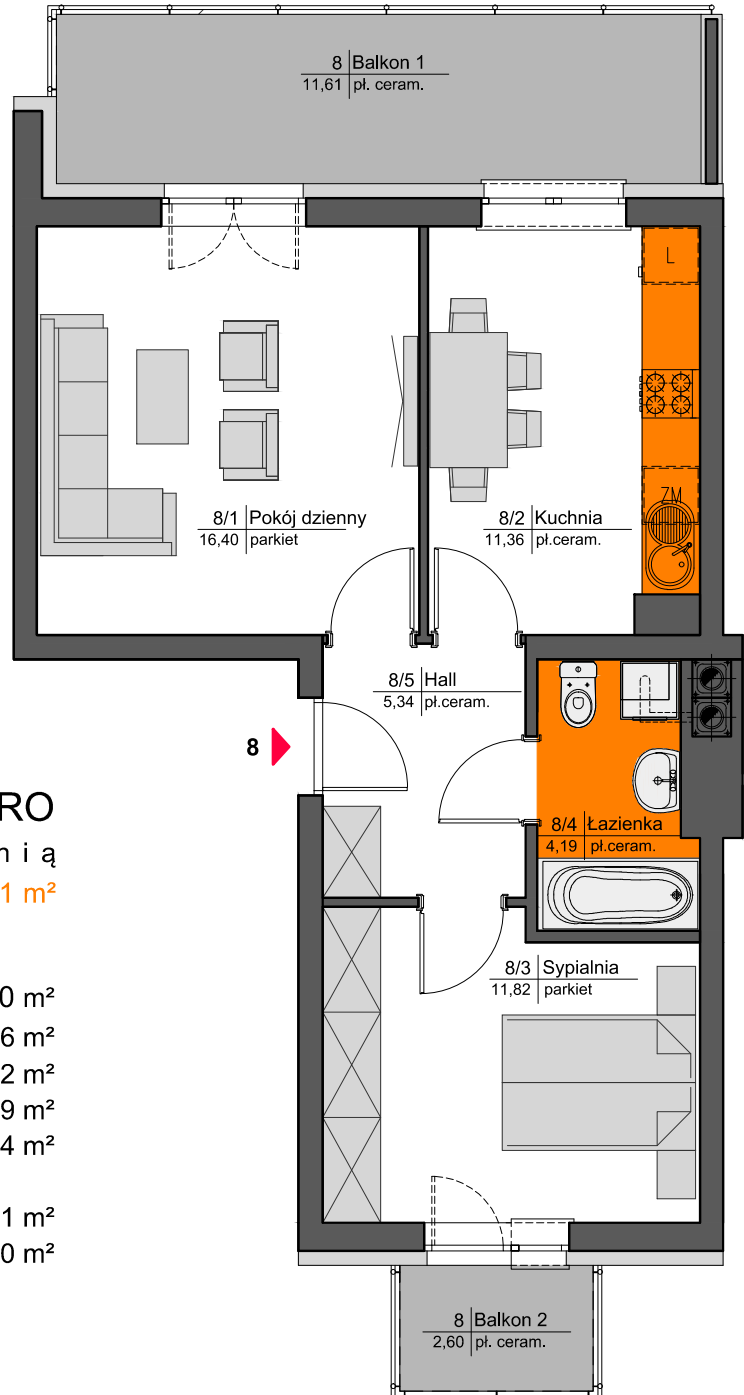 8 Balkon 1
11,61 pł. ceram.
L
ZM
8/1 Pokój dzienny
16,40 parkiet
8/2 Kuchnia
11,36 pł.ceram.
8/5 Hall
5,34 pł.ceram.
8
8/4 Łazienka
4,19 pł.ceram.
RO
n i ą
1 m²
8/3 Sypialnia
11,82 parkiet
0 m²
6 m²
2 m²
9 m²
4 m²
1 m²
0 m²
8 Balkon 2
2,60 pł. ceram.